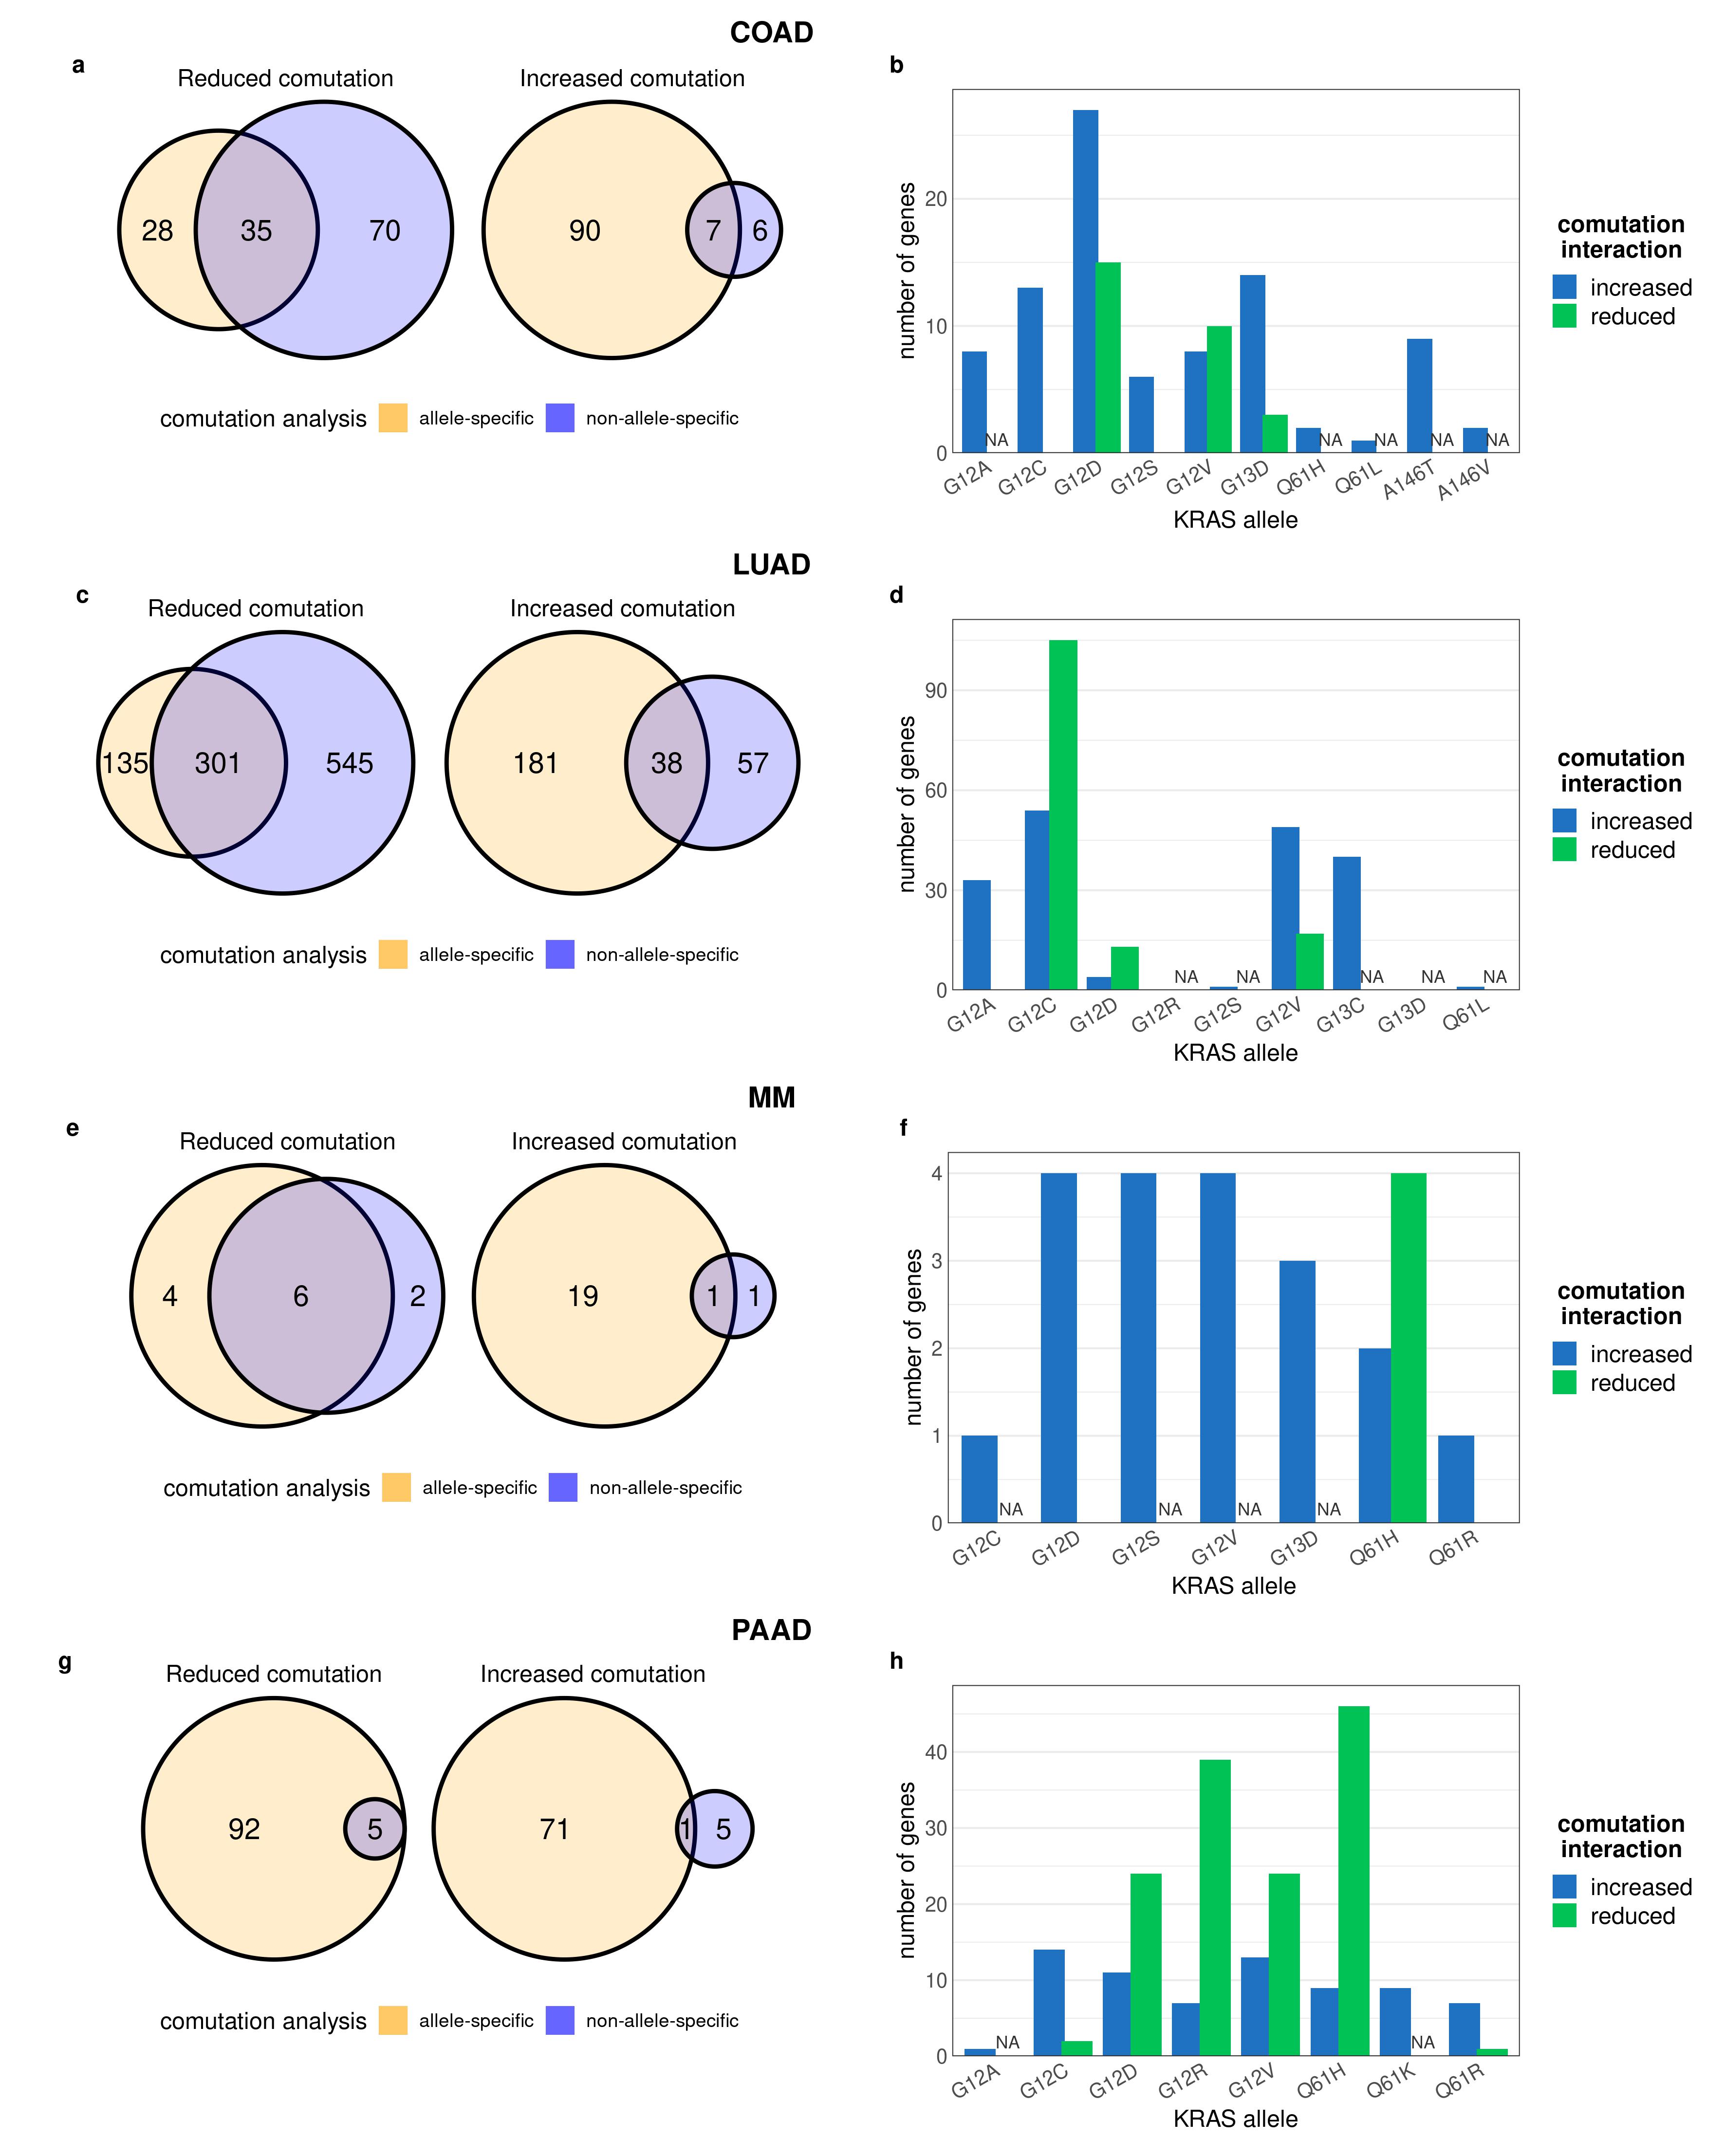 COAD
a
Reduced comutation
Increased comutation
28
35
70
90
7
6
comutation analysis
allele-specific
non-allele-specific
b
number of genes
20
10
0
NA
NA
NA
NA
NA
G12A
G12C
G12D
G12S
G12V
G13D
Q61H
Q61L
A146T
A146V
KRAS allele
comutation
interaction
increased
reduced
LUAD
c
Reduced comutation
Increased comutation
135
301
545
181
38
57
comutation analysis
allele-specific
non-allele-specific
d
number of genes
90
60
30
0
NA
NA
NA
NA
NA
G12A
G12C
G12D
G12R
G12S
G12V
G13C
G13D
Q61L
KRAS allele
comutation
interaction
increased
reduced
MM
e
Reduced comutation
Increased comutation
4
6
2
19
1
1
comutation analysis
allele-specific
non-allele-specific
f
number of genes
4
3
2
1
0
NA
NA
NA
NA
G12C
G12D
G12S
G12V
G13D
Q61H
Q61R
KRAS allele
comutation
interaction
increased
reduced
PAAD
g
Reduced comutation
Increased comutation
92
5
71
1
5
comutation analysis
allele-specific
non-allele-specific
h
number of genes
40
30
20
10
0
NA
NA
G12A
G12C
G12D
G12R
G12V
Q61H
Q61K
Q61R
KRAS allele
comutation
interaction
increased
reduced